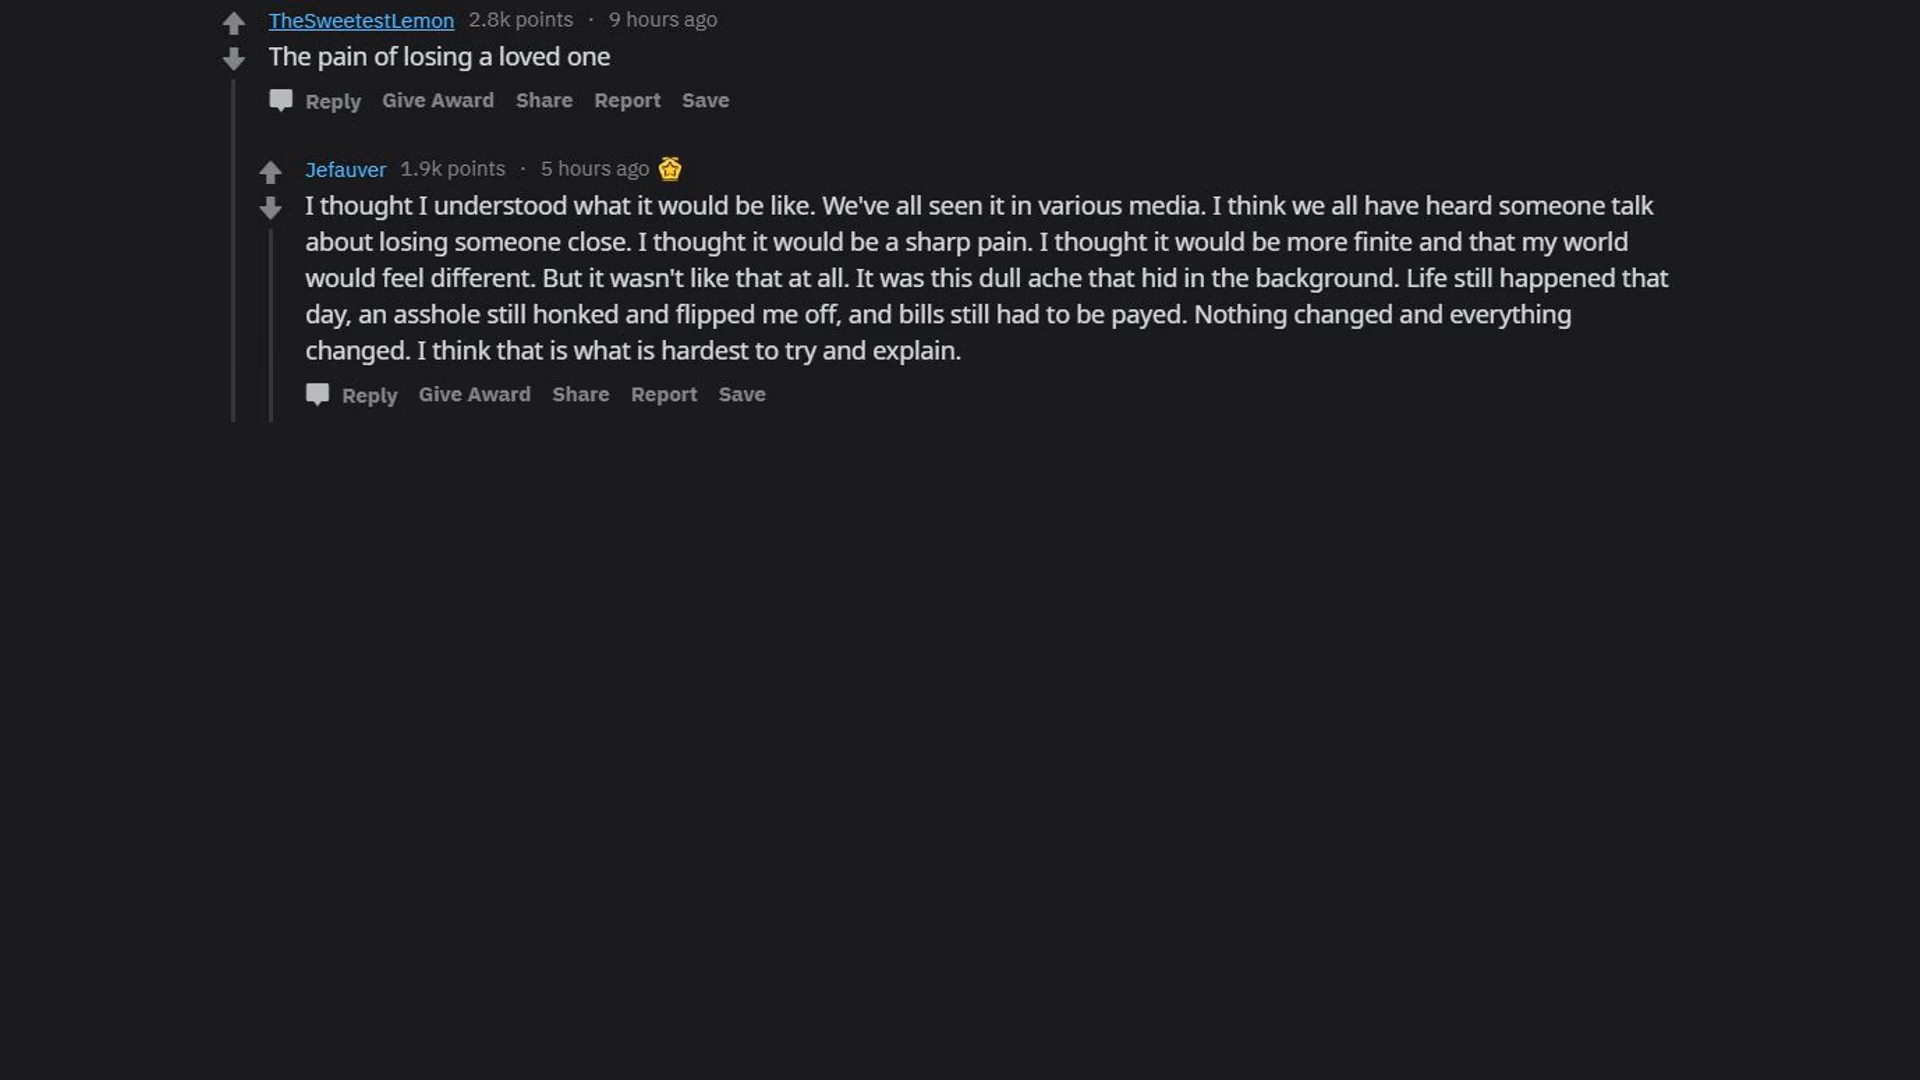 TheSweetestLemon 2.8k points · 9 hours ago
The pain of losing a loved one
Reply Give Award Share Report Save
Jefauver 1.9k points · 5 hours ago
I thought I understood what it would be like. We've all seen it in various media. I think we all have heard someone talk
about losing someone close. I thought it would be a sharp pain. I thought it would be more finite and that my world
would feel different. But it wasn't like that at all. It was this dull ache that hid in the background. Life still happened that
day, an asshole still honked and flipped me off, and bills still had to be payed. Nothing changed and everything
changed. I think that is what is hardest to try and explain.
Reply Give Award Share Report Save